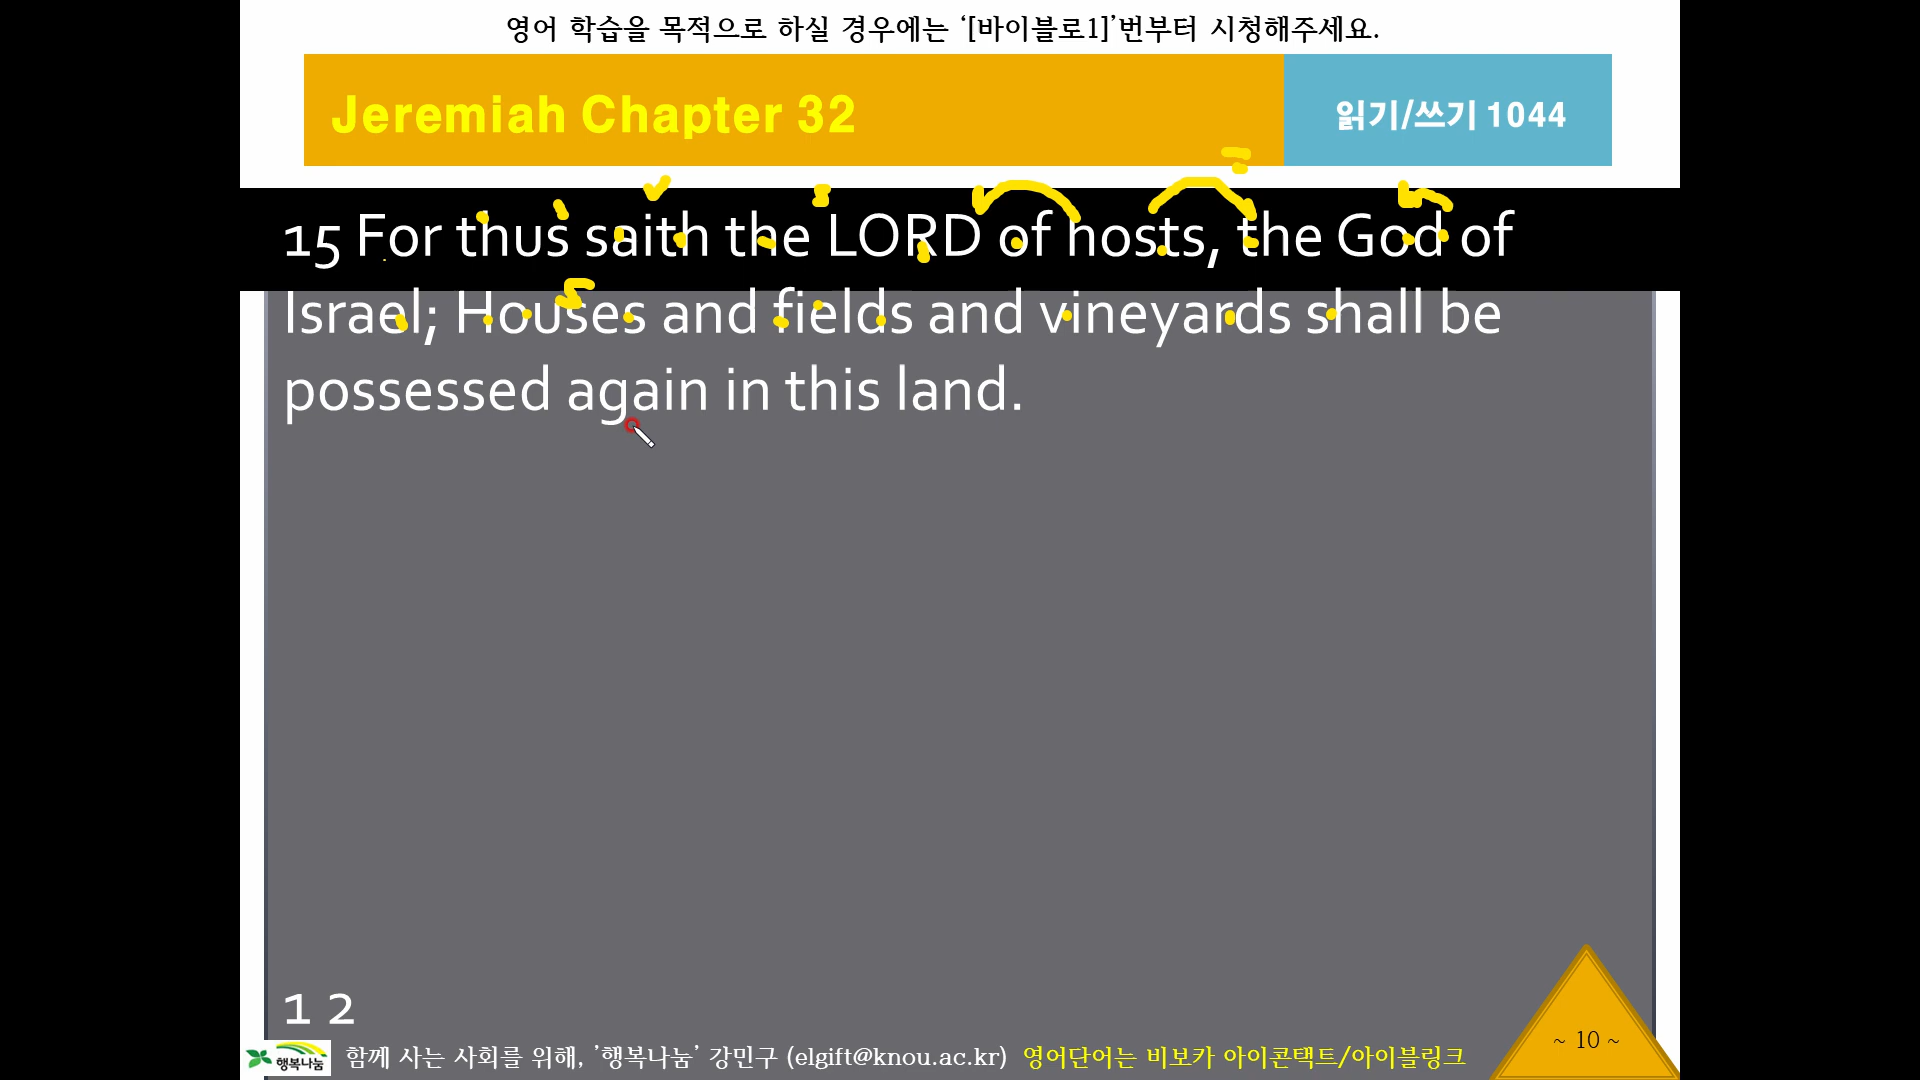 영어 학습을 목적으로 하실 경우에는 ‘[바이블로1]’번부터 시청해주세요.
Jeremiah Chapter 32
읽기/쓰기 1044
15 For thus saith the LORD of hosts, the God of
Israel; Houses and fields and vineyards shall be
possessed again in this land.
1 2
~ 10 ~
행복나눔
함께 사는 사회를 위해, ’행복나눔’ 강민구 (elgift@knou.ac.kr) 영어단어는 비보카 아이콘택트/아이블링크